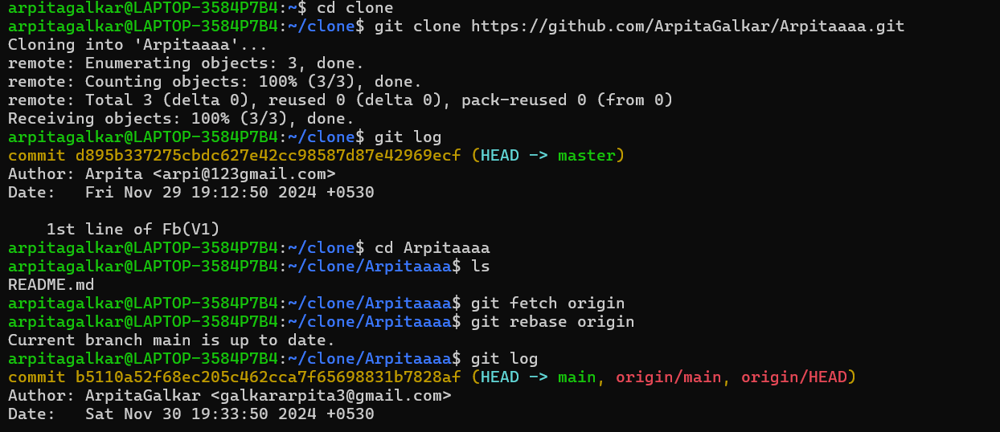 arpitagalkar@LAPTOP-3584P7B4:~$ cd clone
arpitagalkar@LAPTOP-3584P7B4:~/clone$ git clone https://github.com/ArpitaGalkar/Arpitaaaa.git
Cloning into 'Arpitaaaa'...
remote: Enumerating objects: 3, done.
remote: Counting objects: 100% (3/3), done.
remote: Total 3 (delta 0), reused 0 (delta 0), pack-reused 0 (from 0)
Receiving objects: 100% (3/3), done.
arpitagalkar@LAPTOP-3584P7B4:~/clone$ git log
commit d895b337275cbdc627e42cc98587d87e42969ecf (HEAD -> master)
Author: Arpita <arpi@123gmail.com>
Date:   Fri Nov 29 19:12:50 2024 +0530

    1st line of Fb(V1)
arpitagalkar@LAPTOP-3584P7B4:~/clone$ cd Arpitaaaa
arpitagalkar@LAPTOP-3584P7B4:~/clone/Arpitaaaa$ ls
README.md
arpitagalkar@LAPTOP-3584P7B4:~/clone/Arpitaaaa$ git fetch origin
arpitagalkar@LAPTOP-3584P7B4:~/clone/Arpitaaaa$ git rebase origin
Current branch main is up to date.
arpitagalkar@LAPTOP-3584P7B4:~/clone/Arpitaaaa$ git log
commit b5110a52f68ec205c462cca7f65698831b7828af (HEAD -> main, origin/main, origin/HEAD)
Author: ArpitaGalkar <galkararpita3@gmail.com>
Date:   Sat Nov 30 19:33:50 2024 +0530